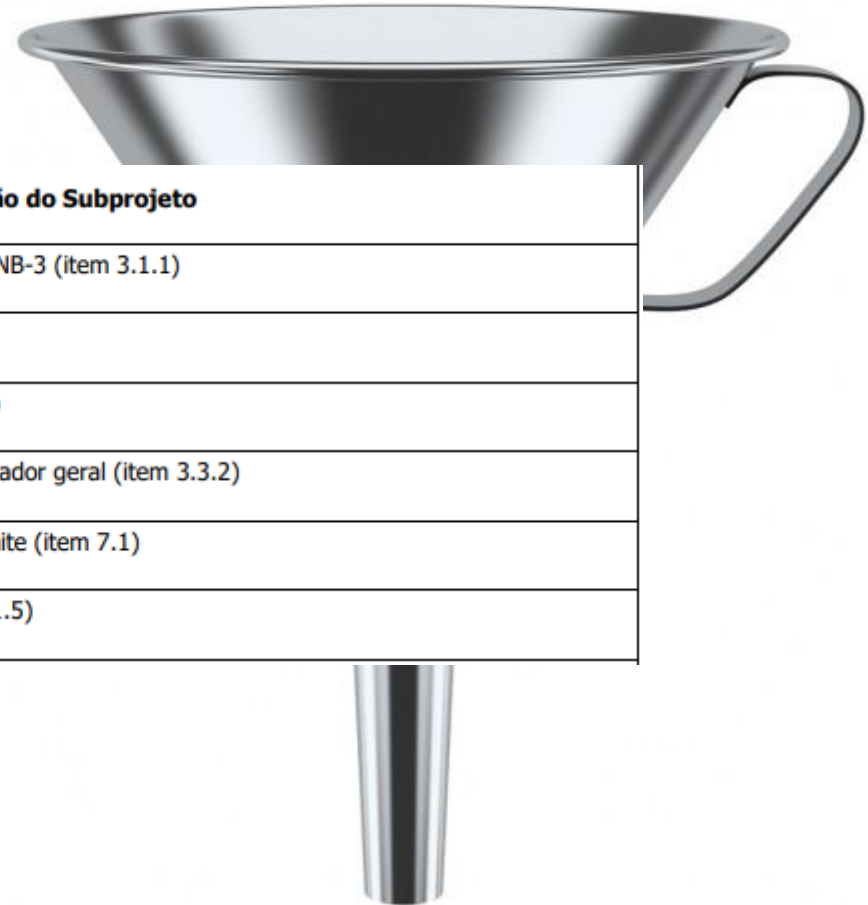 ão do Subprojeto
NB-3 (item 3.1.1)
)
ador geral (item 3.3.2)
ite (item 7.1)
.5)